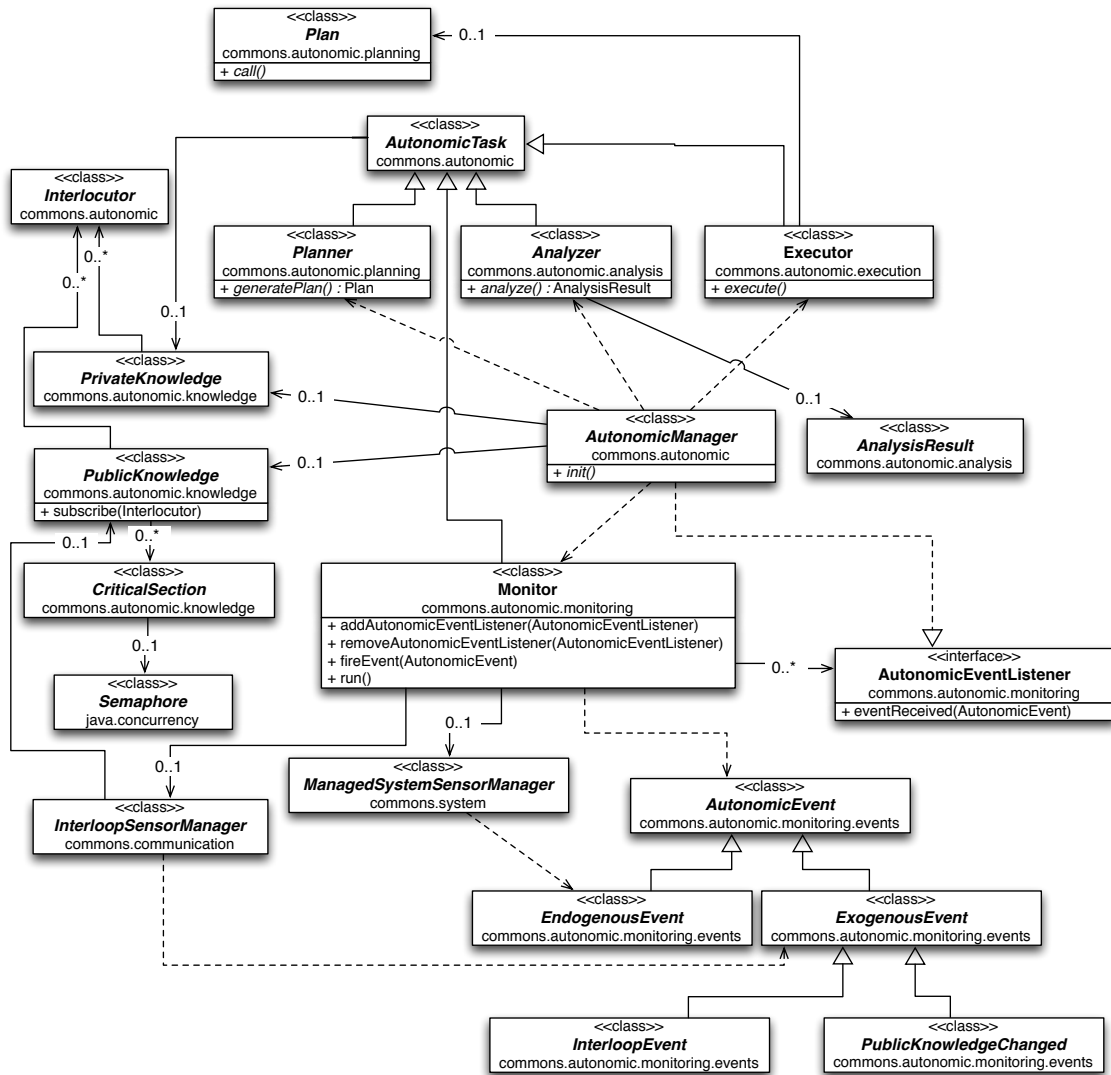 <<class>>
Plan
commons.autonomic.planning
+ call()
0..1
<<class>>
AutonomicTask
commons.autonomic
<<class>>
Interlocutor
commons.autonomic
<<class>>
Planner
commons.autonomic.planning
+ generatePlan() : Plan
<<class>>
Analyzer
commons.autonomic.analysis
+ analyze() : AnalysisResult
<<class>>
Executor
commons.autonomic.execution
+ execute()
0..*
0..*
0..1
<<class>>
PrivateKnowledge
commons.autonomic.knowledge
0..1
0..1
<<class>>
AutonomicManager
commons.autonomic
+ init()
<<class>>
AnalysisResult
commons.autonomic.analysis
<<class>>
PublicKnowledge
commons.autonomic.knowledge
+ subscribe(Interlocutor)
0..1
0..1
0..*
<<class>>
CriticalSection
commons.autonomic.knowledge
0..1
<<class>>
Semaphore
java.concurrency
<<class>>
Monitor
commons.autonomic.monitoring
+ addAutonomicEventListener(AutonomicEventListener)
+ removeAutonomicEventListener(AutonomicEventListener)
+ fireEvent(AutonomicEvent)
+ run()
0..*
<<interface>>
AutonomicEventListener
commons.autonomic.monitoring
+ eventReceived(AutonomicEvent)
0..1
0..1
<<class>>
ManagedSystemSensorManager
commons.system
<<class>>
InterloopSensorManager
commons.communication
<<class>>
AutonomicEvent
commons.autonomic.monitoring.events
<<class>>
EndogenousEvent
commons.autonomic.monitoring.events
<<class>>
ExogenousEvent
commons.autonomic.monitoring.events
<<class>>
InterloopEvent
commons.autonomic.monitoring.events
<<class>>
PublicKnowledgeChanged
commons.autonomic.monitoring.events